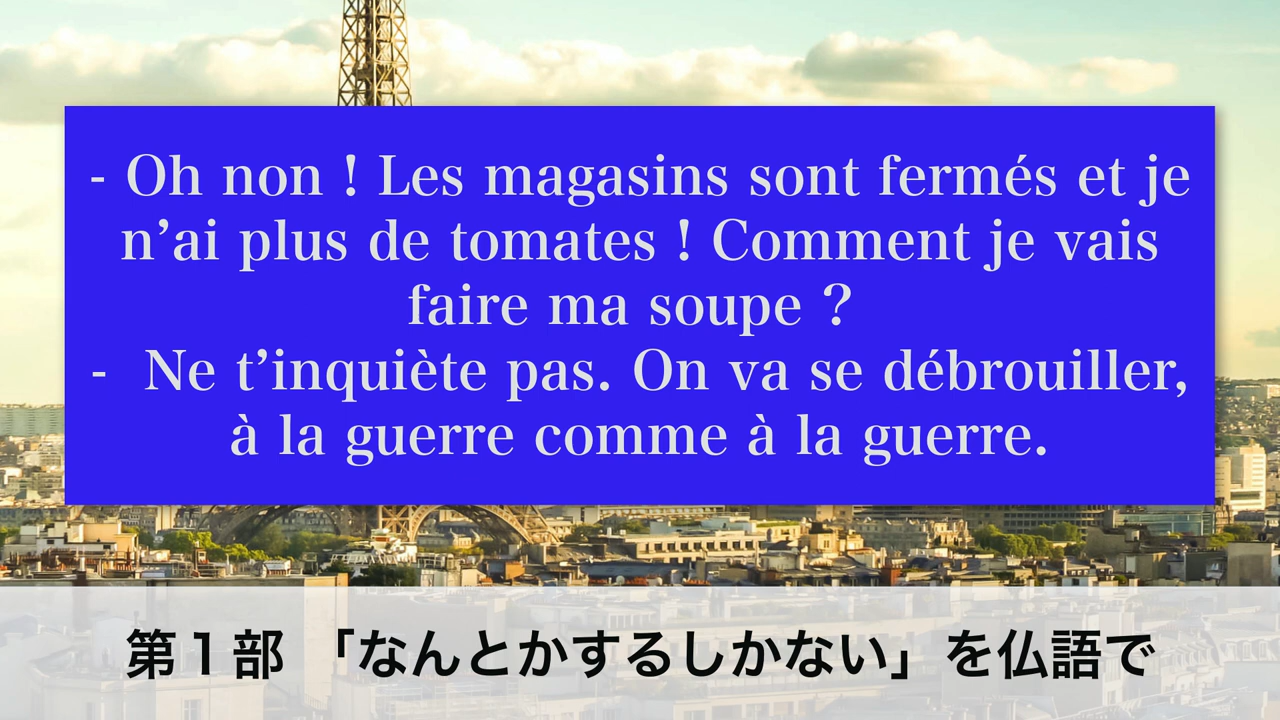 - Oh non ! Les magasins sont fermés et je
n’ai plus de tomates ! Comment je vais
faire ma soupe ?
- Ne t’inquiète pas. On va se débrouiller,
à la guerre comme à la guerre.
第１部 「なんとかするしかない」を仏語で